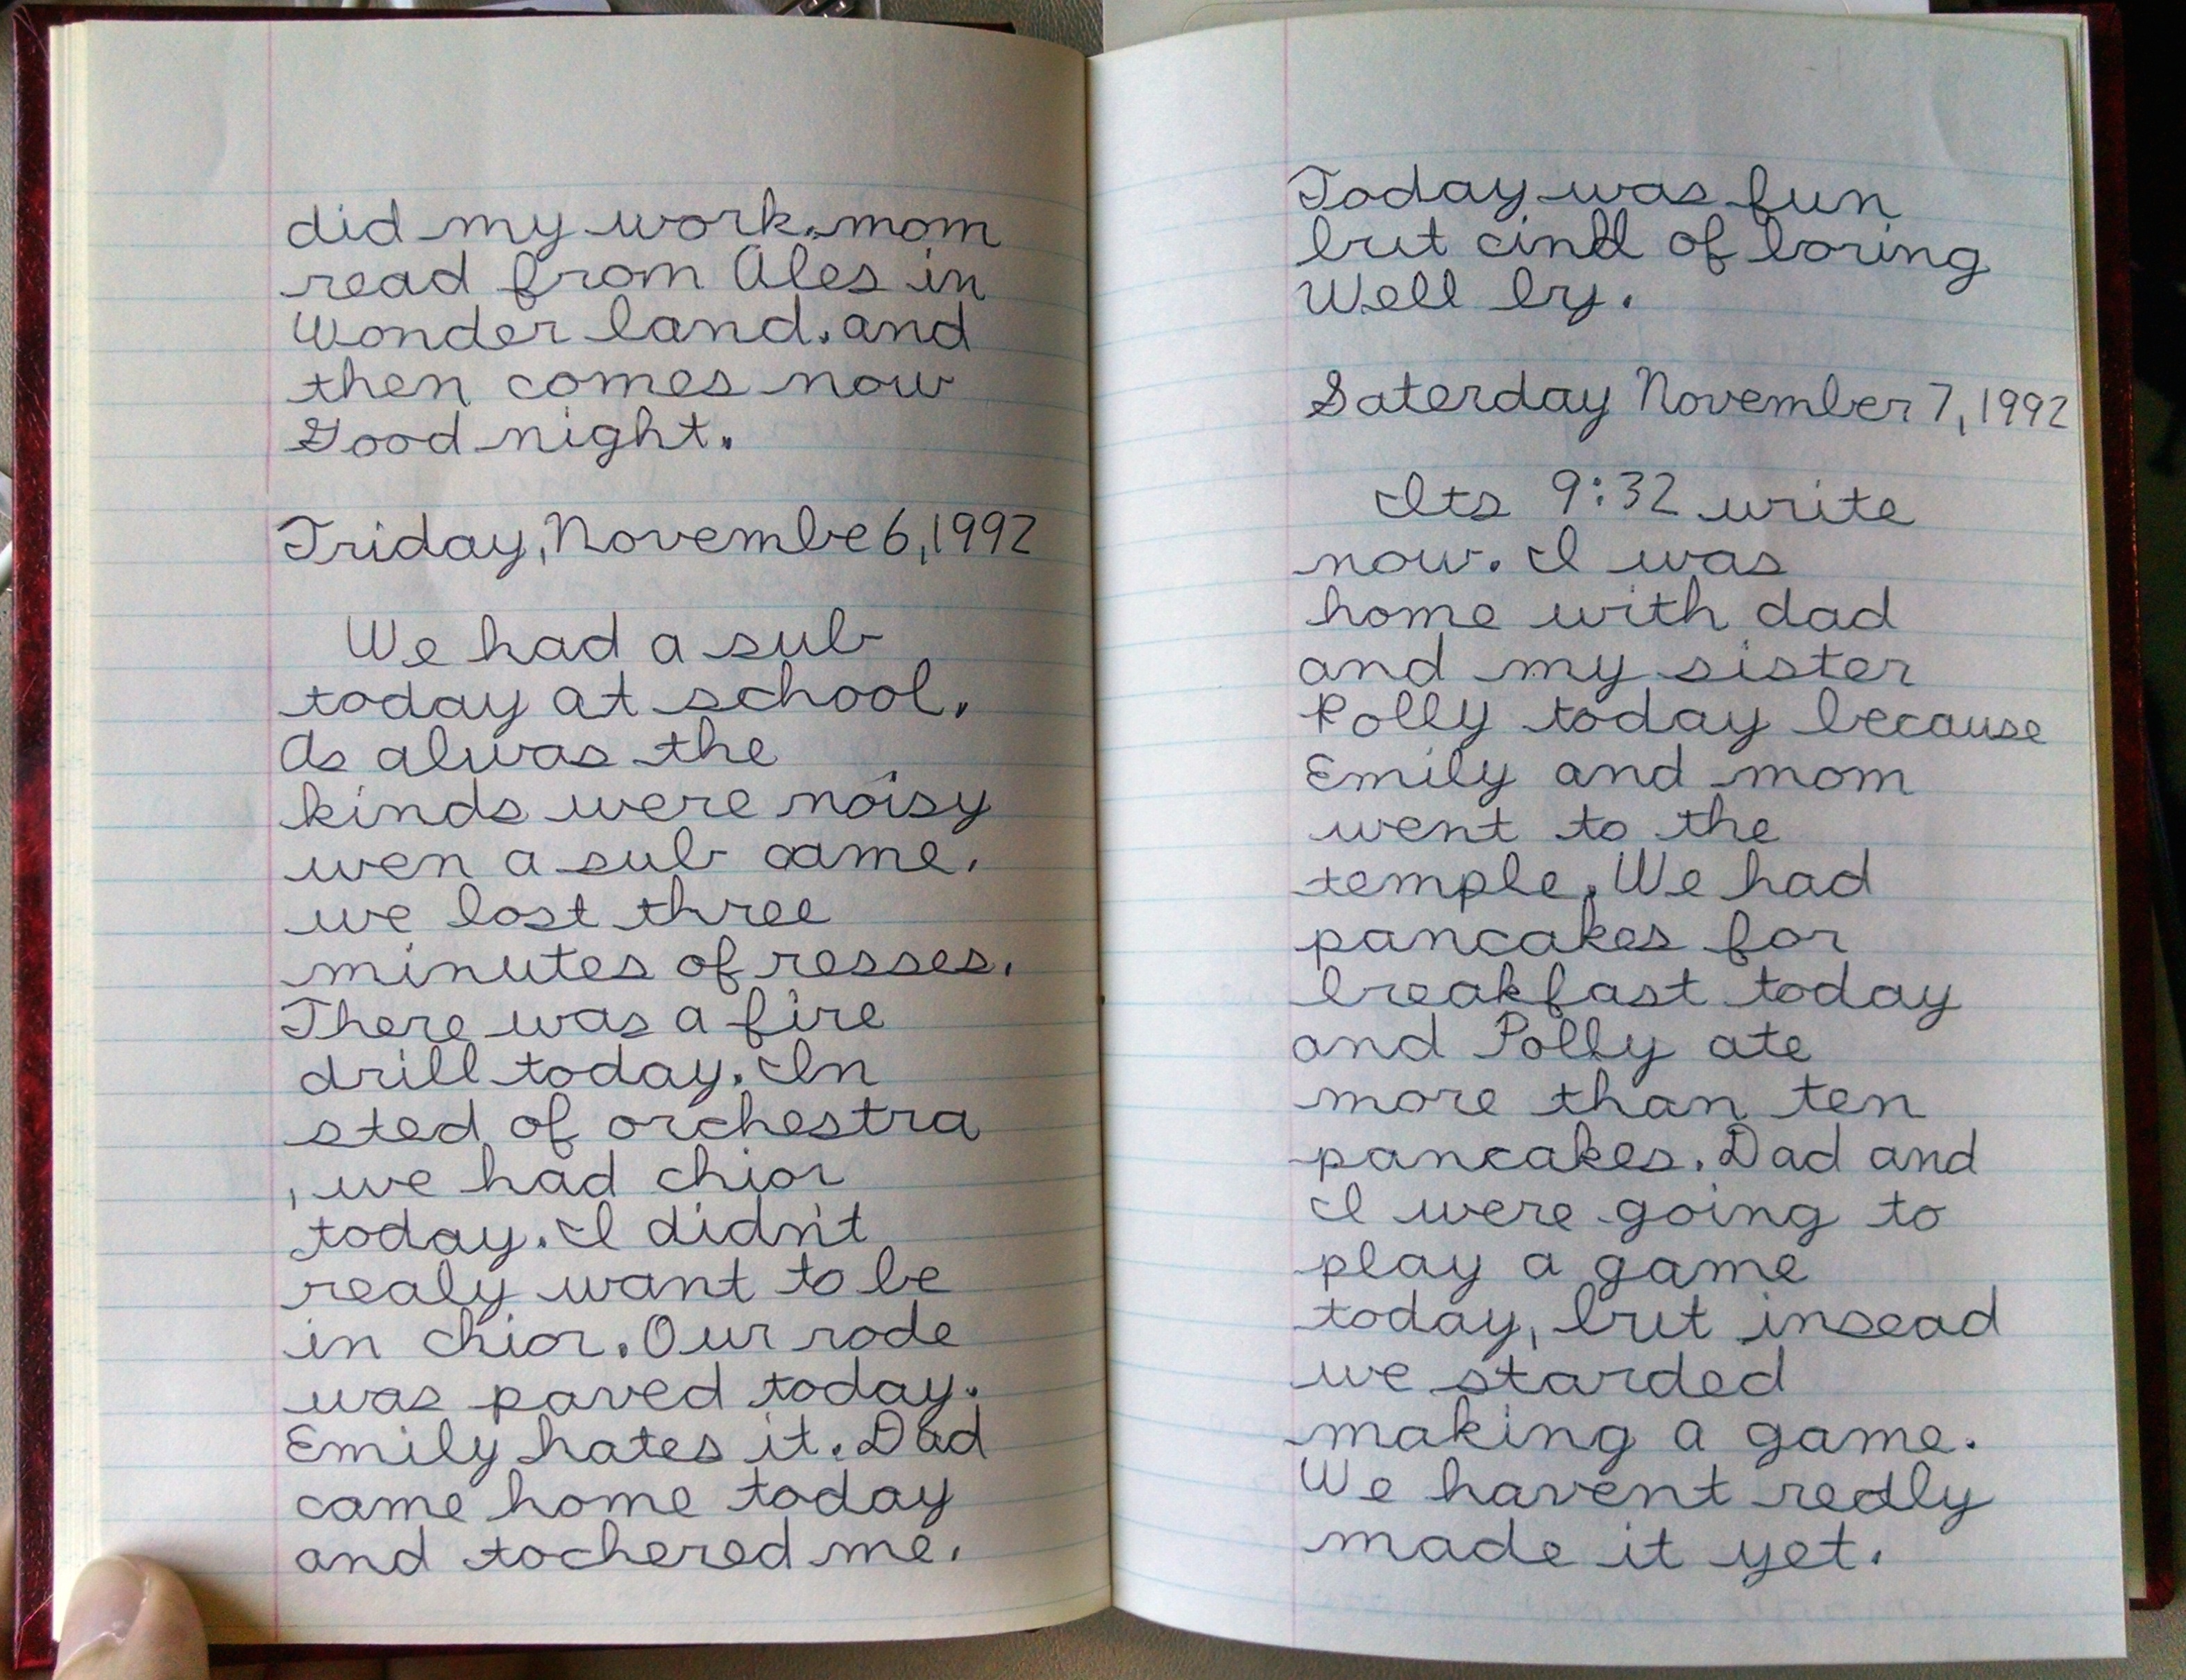 did my work. mom
read from Ales in
Wonder land. and
then comes now
Good night.
Friday, Novembe 6, 1992
We had a sub
today at school.
As alwas the
kinds were noisy
wen a sub came.
we lost three
minutes of resses.
There was a fire
drill today. In
sted of orchestra
, we had chior
today. I didn't
realy want to be
in chior. Our rode
was paved today.
Emily hates it. Dad
came home today
and tochered me.
Today was fun
but cind of boring
Well by.
Saterday November 7, 1992
Its 9:32 write
now. I was
home with dad
and my sister
Polly today because
Emily and mom
went to the
temple. We had
pancakes for
breakfast today
and Polly ate
more than ten
pancakes. Dad and
I were going to
play a game
today, but insead
we starded
making a game.
We havent redly
made it yet.